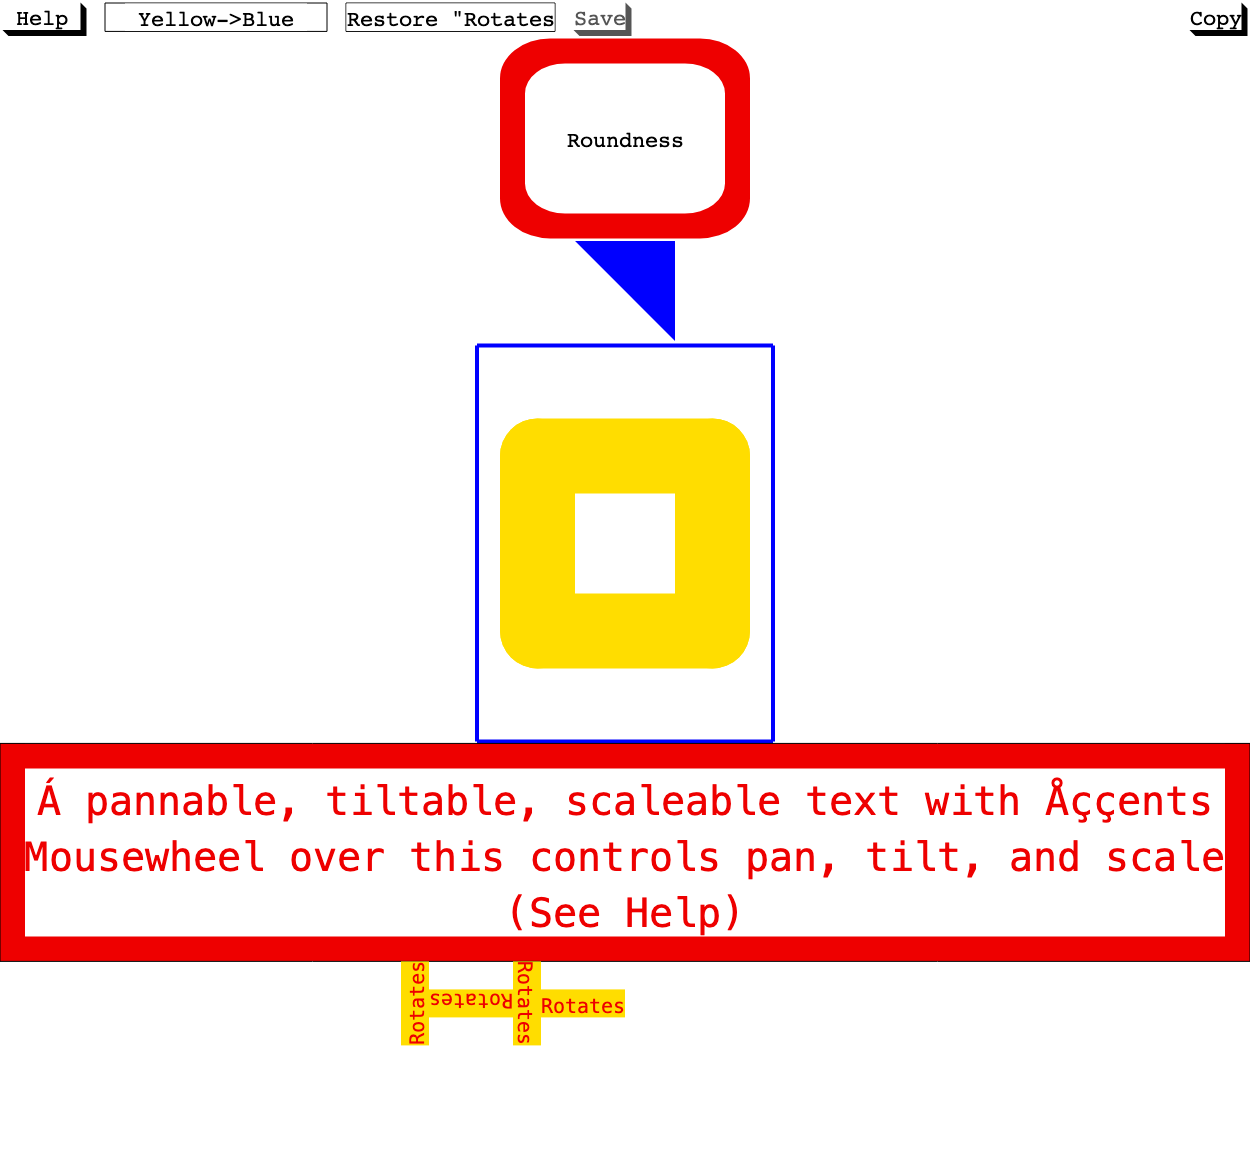 Help Yellow->Blue Restore "Rotates Save Copy
Roundness
Á pannable, tiltable, scaleable text with Åççents
Mousewheel over this controls pan, tilt, and scale
(See Help)
Rotates
Rotates
Rotates
Rotates